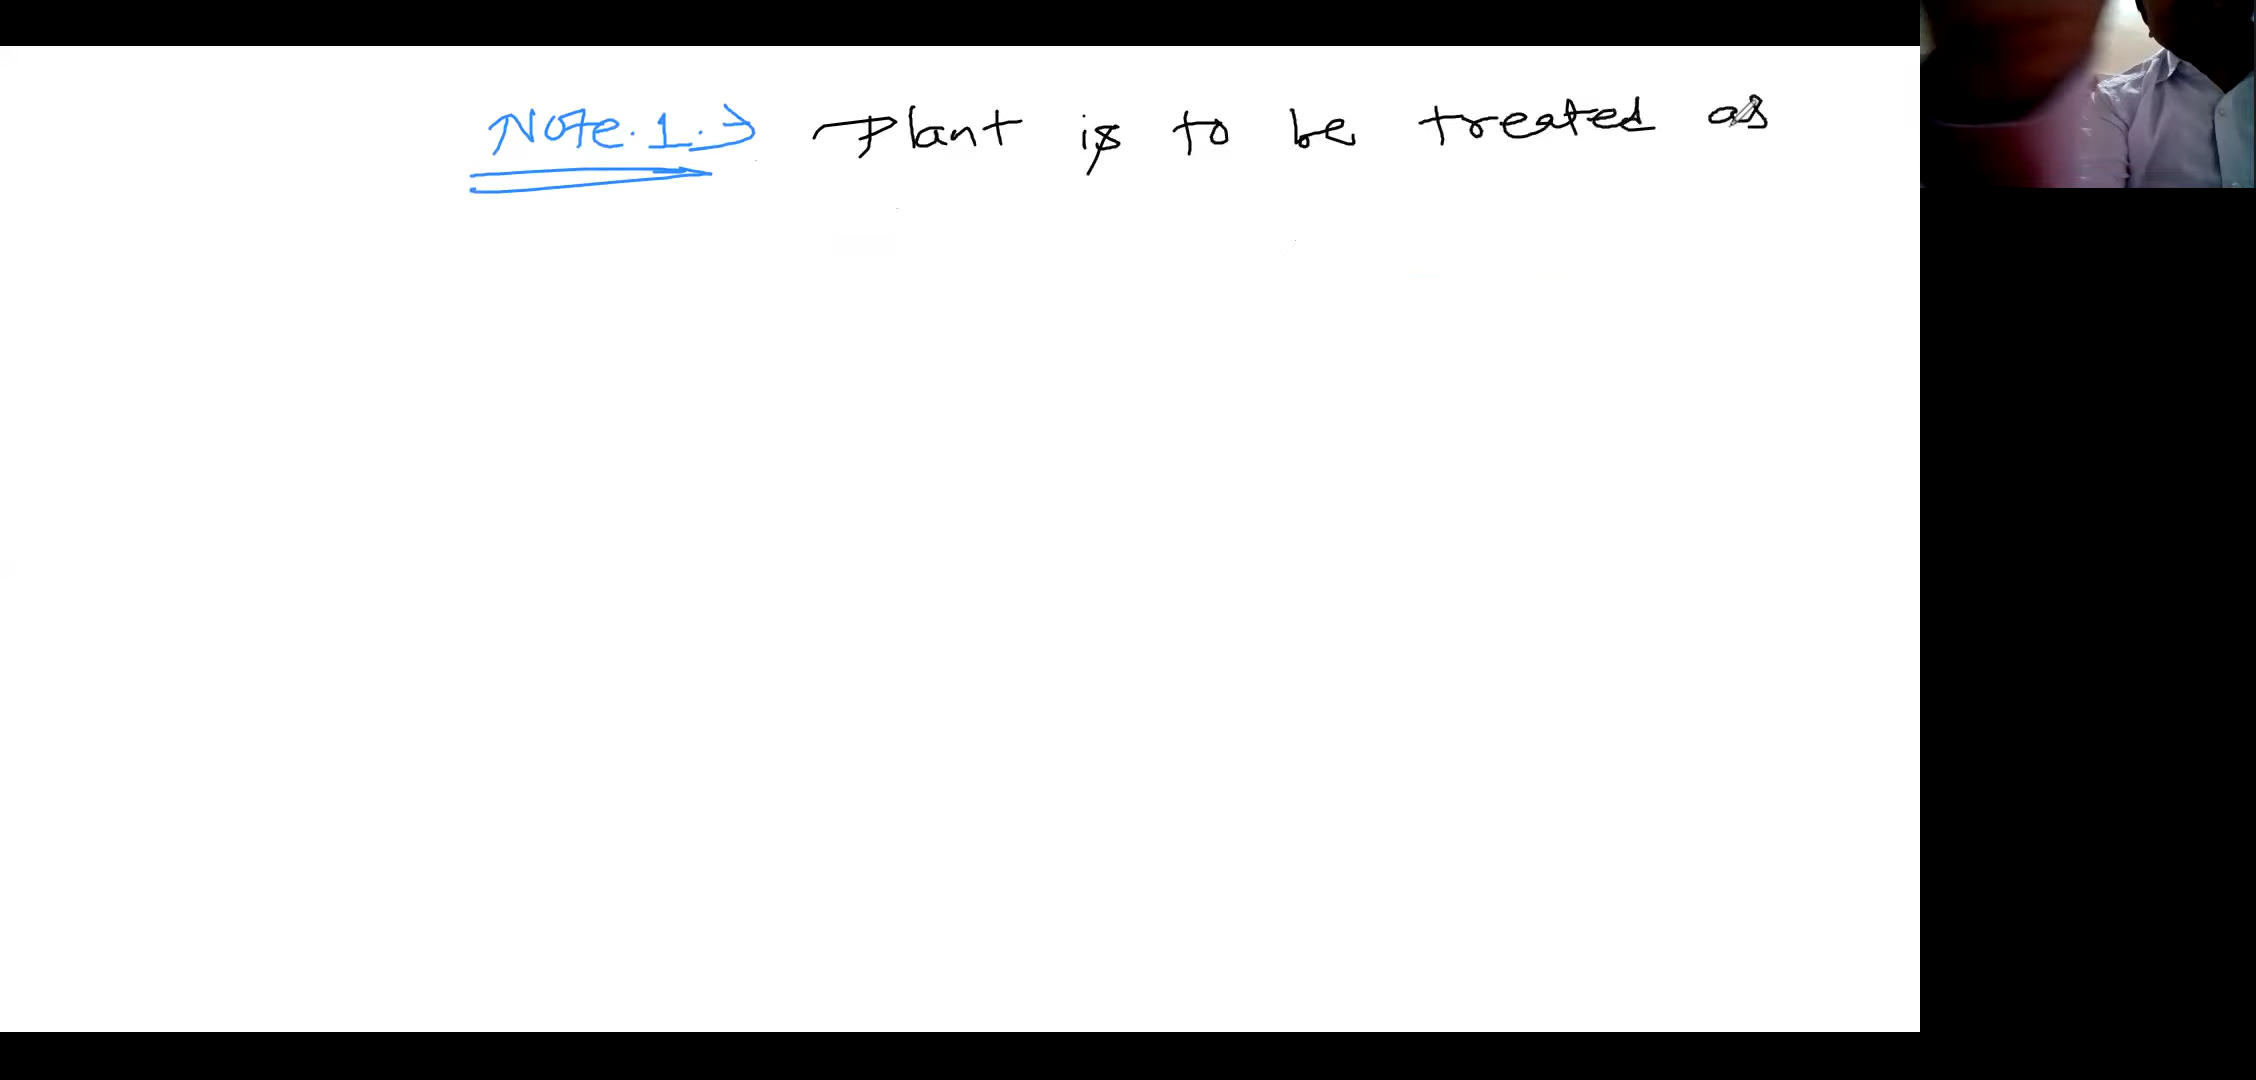 Note.1.→ Plant is to be treated as